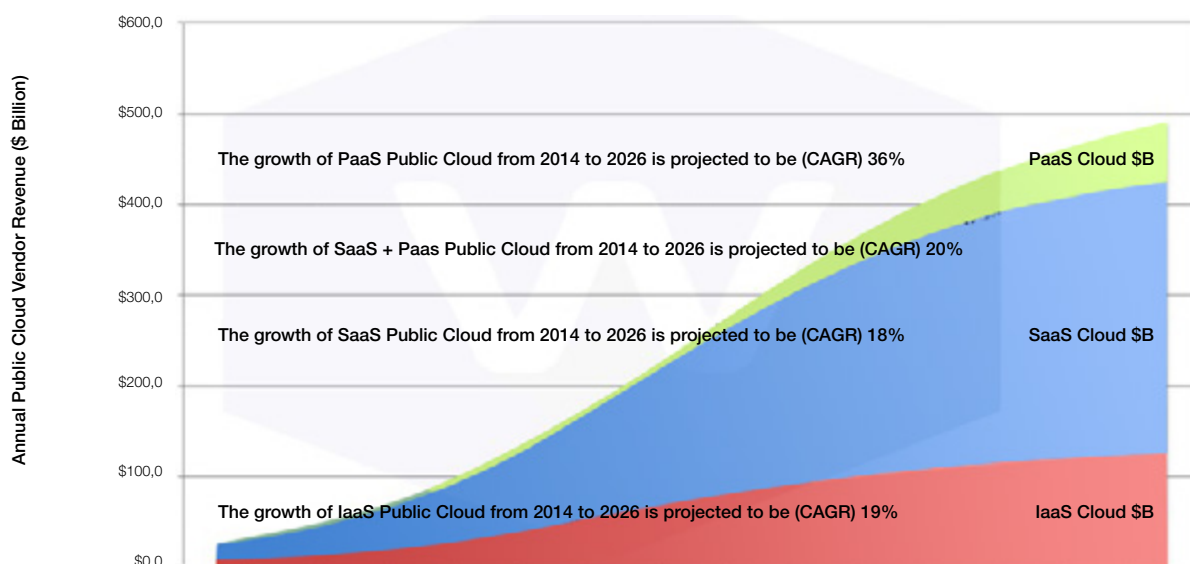 Annual Public Cloud Vendor Revenue ($ Billion)
$600,0
$500,0
The growth of PaaS Public Cloud from 2014 to 2026 is projected to be (CAGR) 36%
PaaS Cloud $B
$400,0
The growth of SaaS + Paas Public Cloud from 2014 to 2026 is projected to be (CAGR) 20%
$300,0
The growth of SaaS Public Cloud from 2014 to 2026 is projected to be (CAGR) 18%
SaaS Cloud $B
$200,0
$100,0
The growth of IaaS Public Cloud from 2014 to 2026 is projected to be (CAGR) 19%
IaaS Cloud $B
$0,0